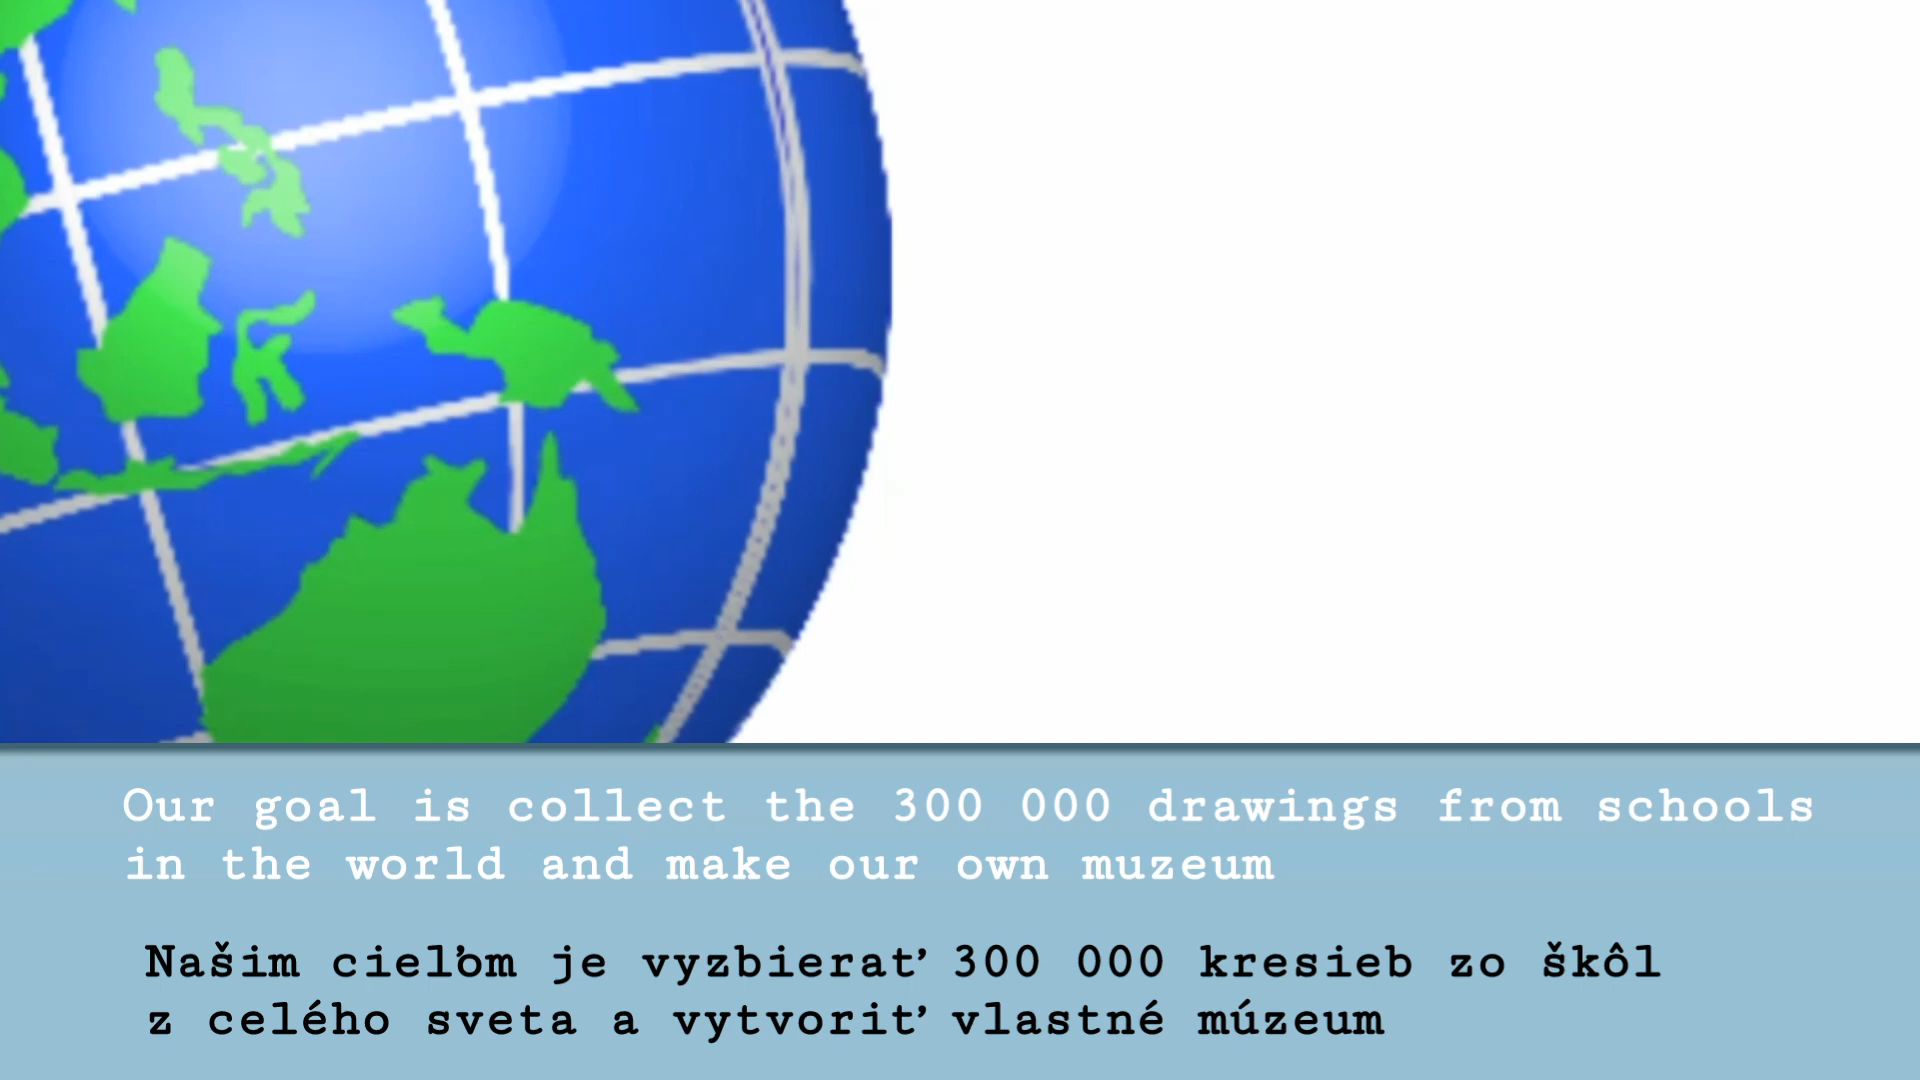 Our goal is collect the 300 000 drawings from schools
in the world and make our own muzeum
Našim cieľom je vyzbierať 300 000 kresieb zo škôl
z celého sveta a vytvoriť vlastné múzeum